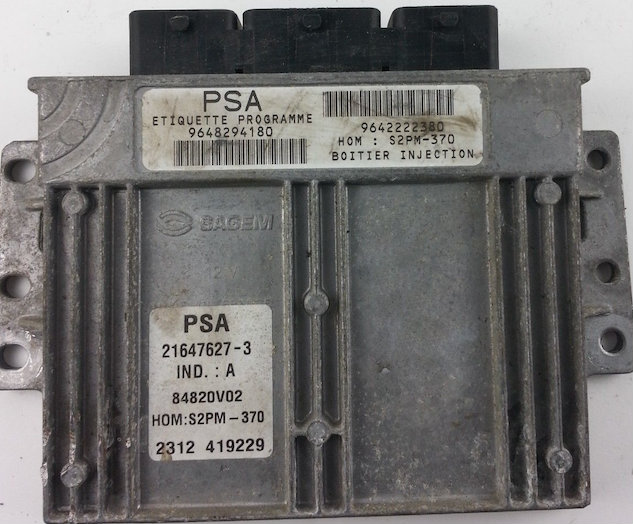 PSA
ETIQUETTE PROGRAMME
9648294180
9642222380
HOM : S2PM-370
BOITIER INJECTION
SAGEM
12 V
PSA
21647627-3
IND. : A
84820V02
HOM:S2PM-370
2312 419229